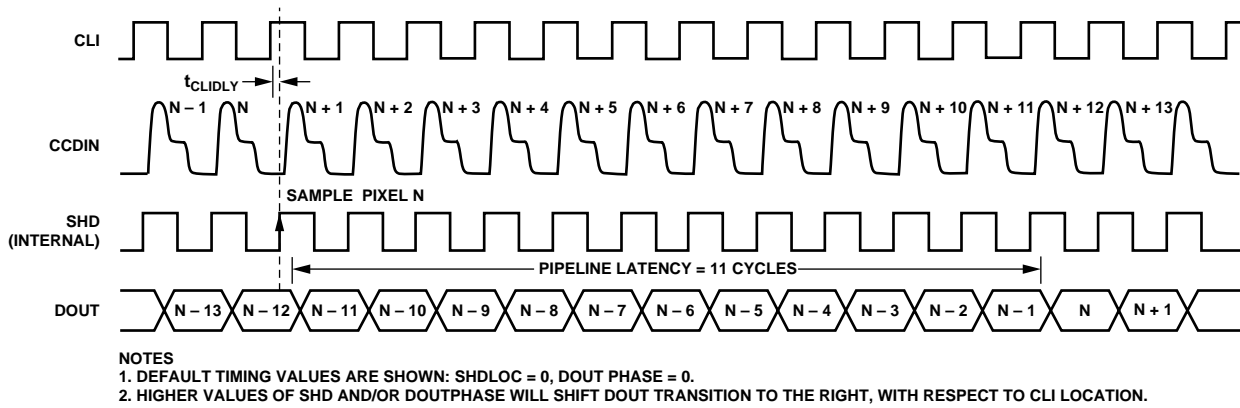 CLI
tCLIDLY
N – 1 N N + 1 N + 2 N + 3 N + 4 N + 5 N + 6 N + 7 N + 8 N + 9 N + 10 N + 11 N + 12 N + 13
CCDIN
SAMPLE PIXEL N
SHD
(INTERNAL)
PIPELINE LATENCY = 11 CYCLES
DOUT N – 13 N – 12 N – 11 N – 10 N – 9 N – 8 N – 7 N – 6 N – 5 N – 4 N – 3 N – 2 N – 1 N N + 1
NOTES
1. DEFAULT TIMING VALUES ARE SHOWN: SHDLOC = 0, DOUT PHASE = 0.
2. HIGHER VALUES OF SHD AND/OR DOUTPHASE WILL SHIFT DOUT TRANSITION TO THE RIGHT, WITH RESPECT TO CLI LOCATION.